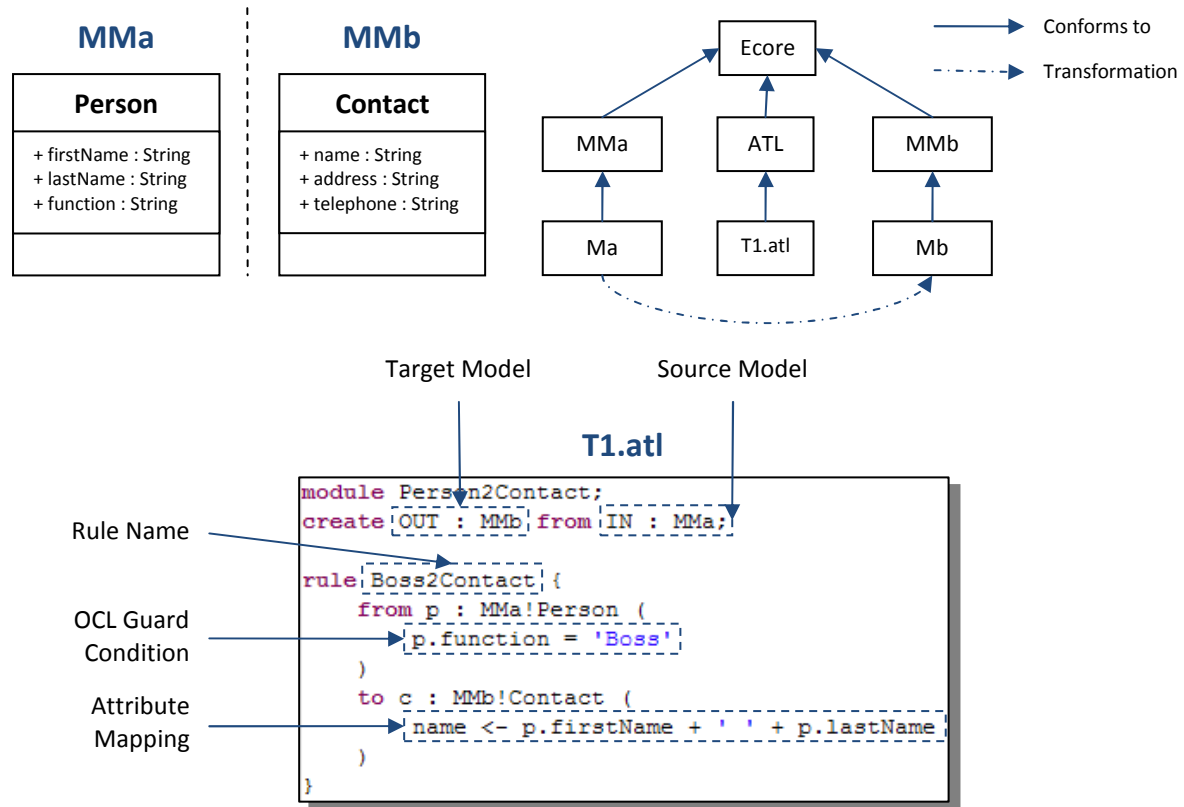 MMa
MMb
Person
+ firstName : String
+ lastName : String
+ function : String
Contact
+ name : String
+ address : String
+ telephone : String
Ecore
MMa
ATL
MMb
Ma
T1.atl
Mb
Conforms to
Transformation
Target Model
Source Model
T1.atl
Rule Name
OCL Guard
Condition
Attribute
Mapping
module Person2Contact;
create OUT : MMb from IN : MMa;
rule Boss2Contact {
from p : MMa!Person (
p.function = 'Boss'
)
to c : MMb!Contact (
name <- p.firstName + ' ' + p.lastName
)
}